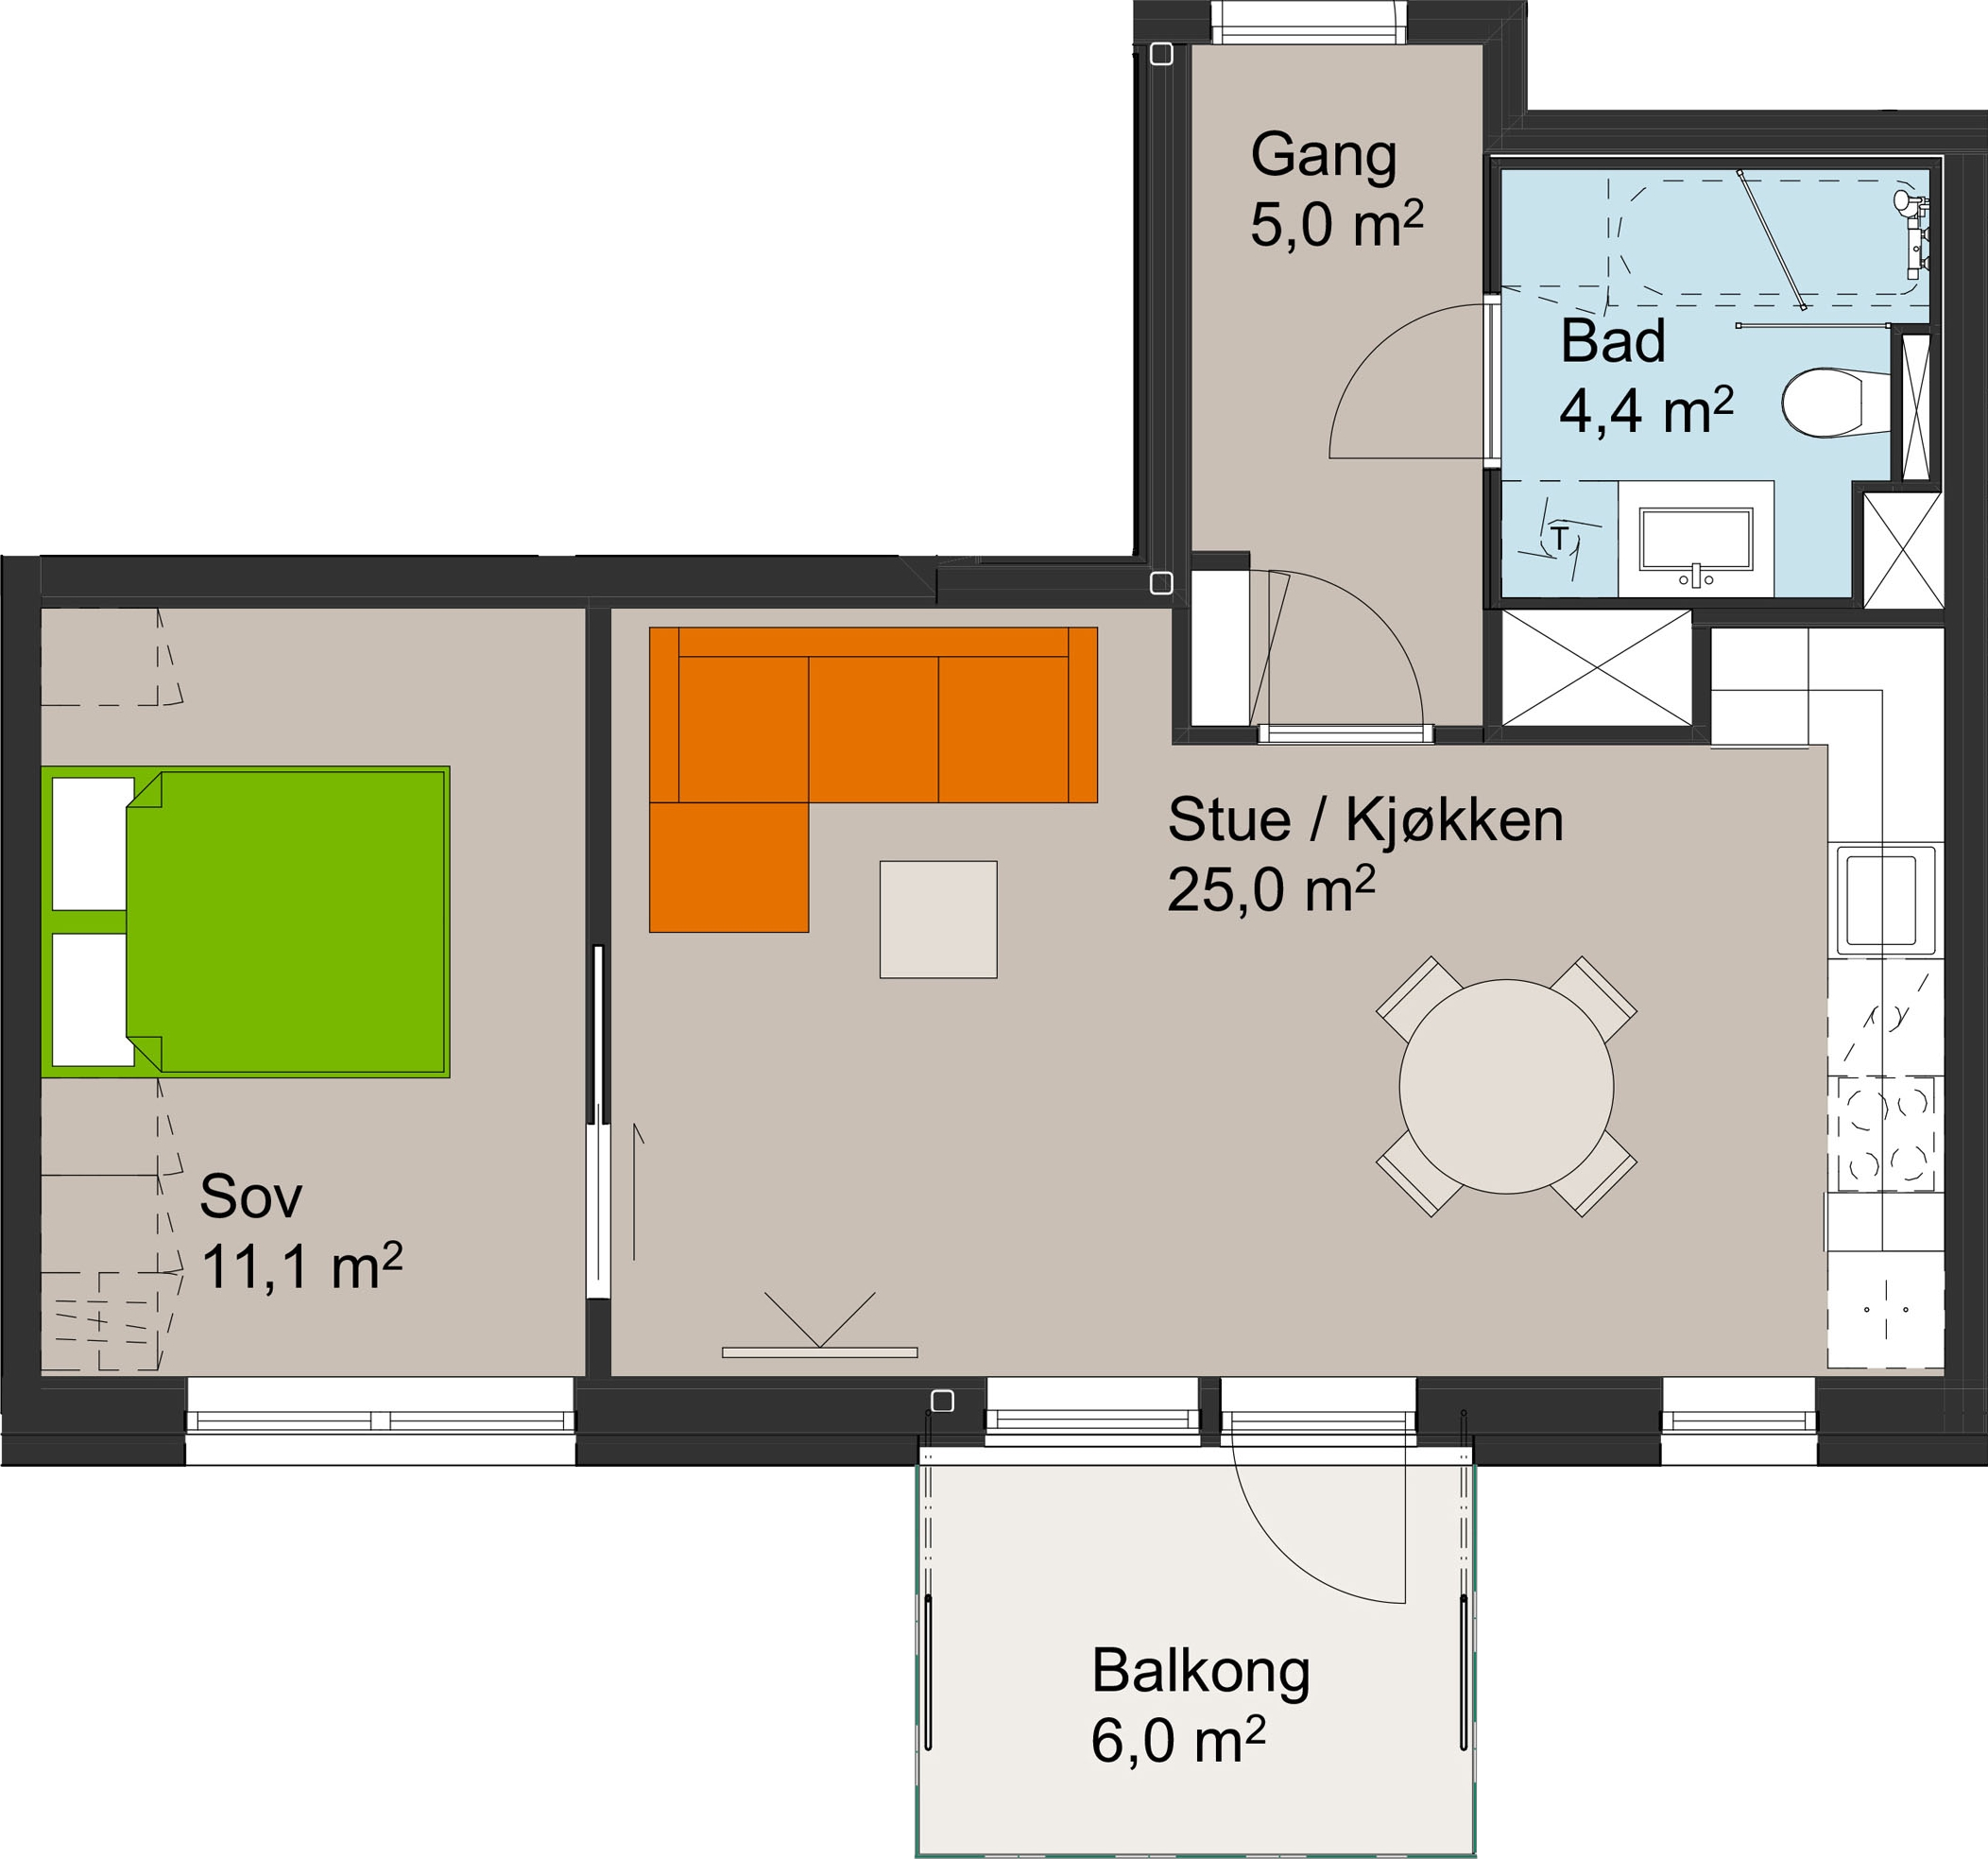 Gang
5,0 m²
Bad
4,4 m²
T
Stue / Kjøkken
25,0 m²
Sov
11,1 m²
Balkong
6,0 m²